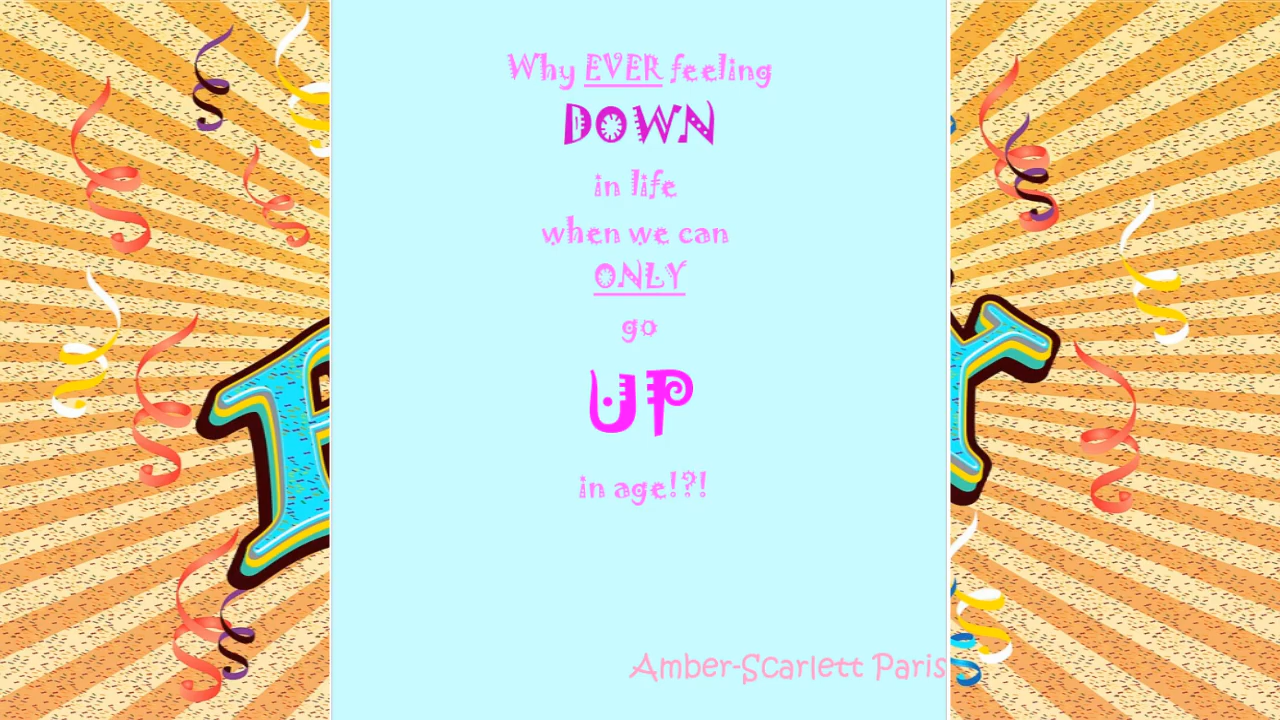 Why EVER feeling
DOWN
in life
when we can
ONLY
go
UP
in age!?!
Amber-Scarlett Paris